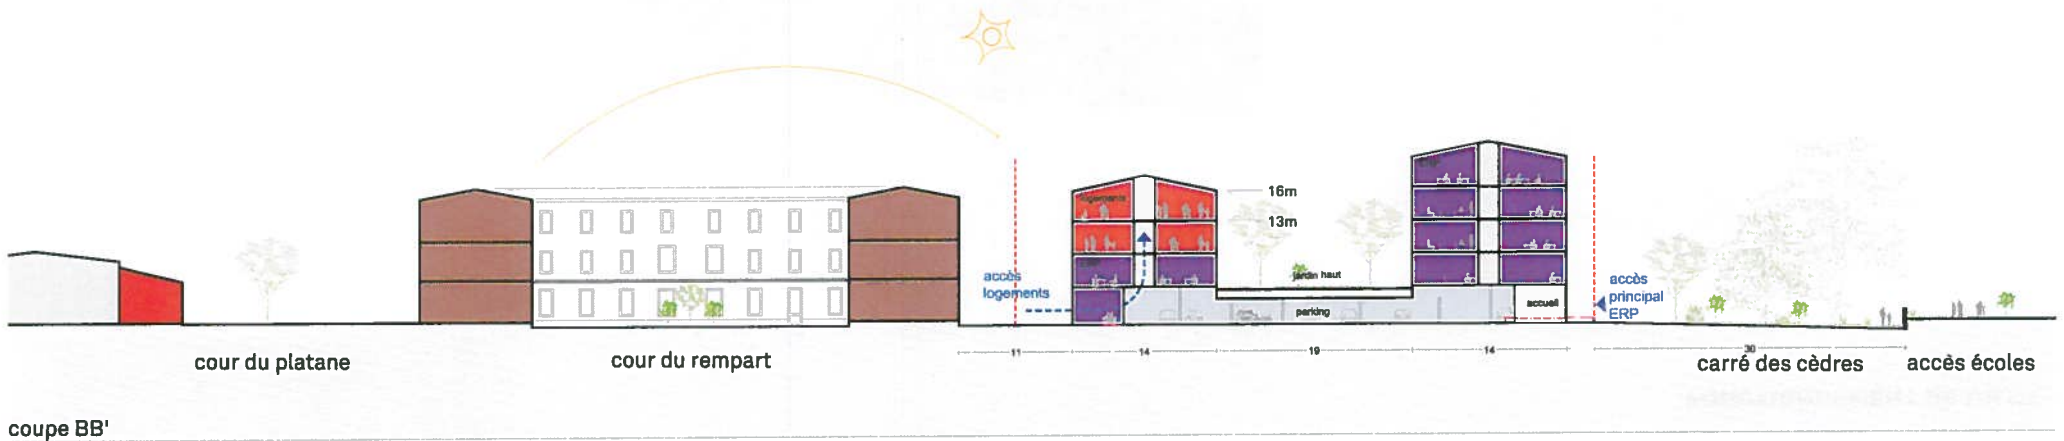 16m
logements
13m
accès
logements
jardin haut
accès
principal
ERP
accueil
parking
11
14
19
14
30
cour du platane
cour du rempart
carré des cèdres
accès écoles
coupe BB'